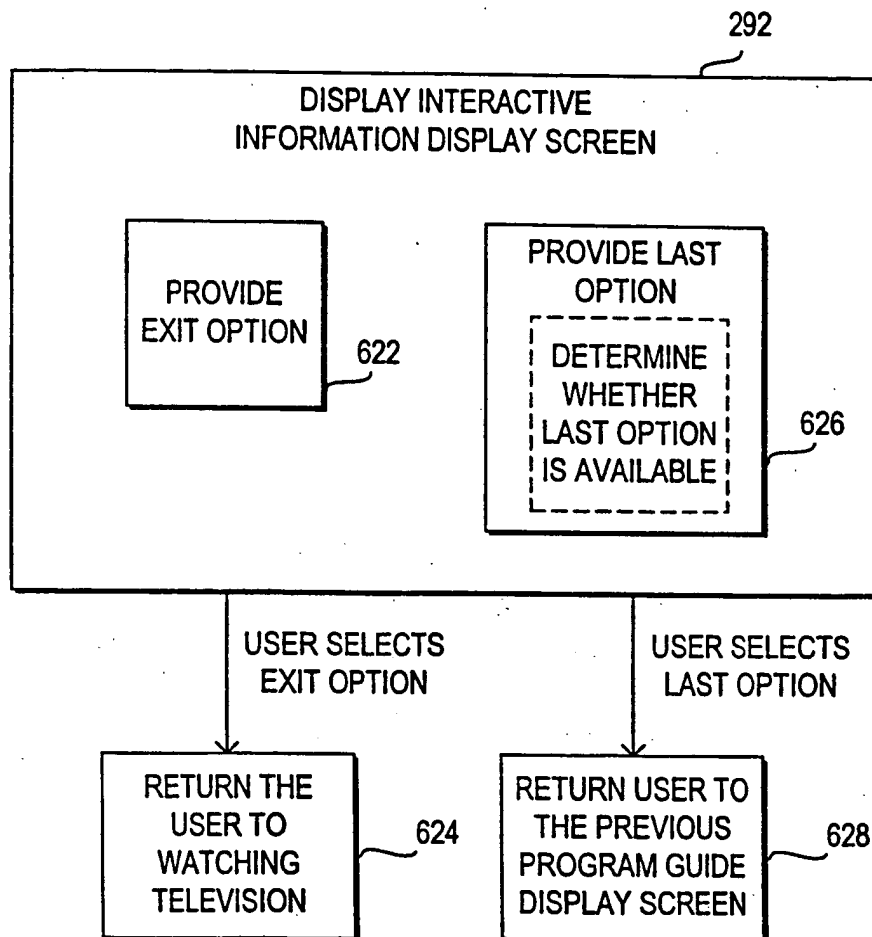 292
DISPLAY INTERACTIVE
INFORMATION DISPLAY SCREEN
PROVIDE
EXIT OPTION
622
PROVIDE LAST
OPTION
DETERMINE
WHETHER
LAST OPTION
IS AVAILABLE
626
USER SELECTS
EXIT OPTION
USER SELECTS
LAST OPTION
RETURN THE
USER TO
WATCHING
TELEVISION
624
RETURN USER TO
THE PREVIOUS
PROGRAM GUIDE
DISPLAY SCREEN
628